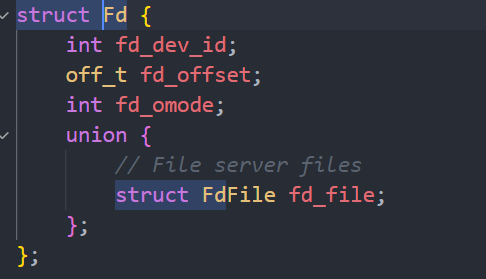 struct Fd {
    int fd_dev_id;
    off_t fd_offset;
    int fd_omode;
    union {
        // File server files
        struct FdFile fd_file;
    };
};